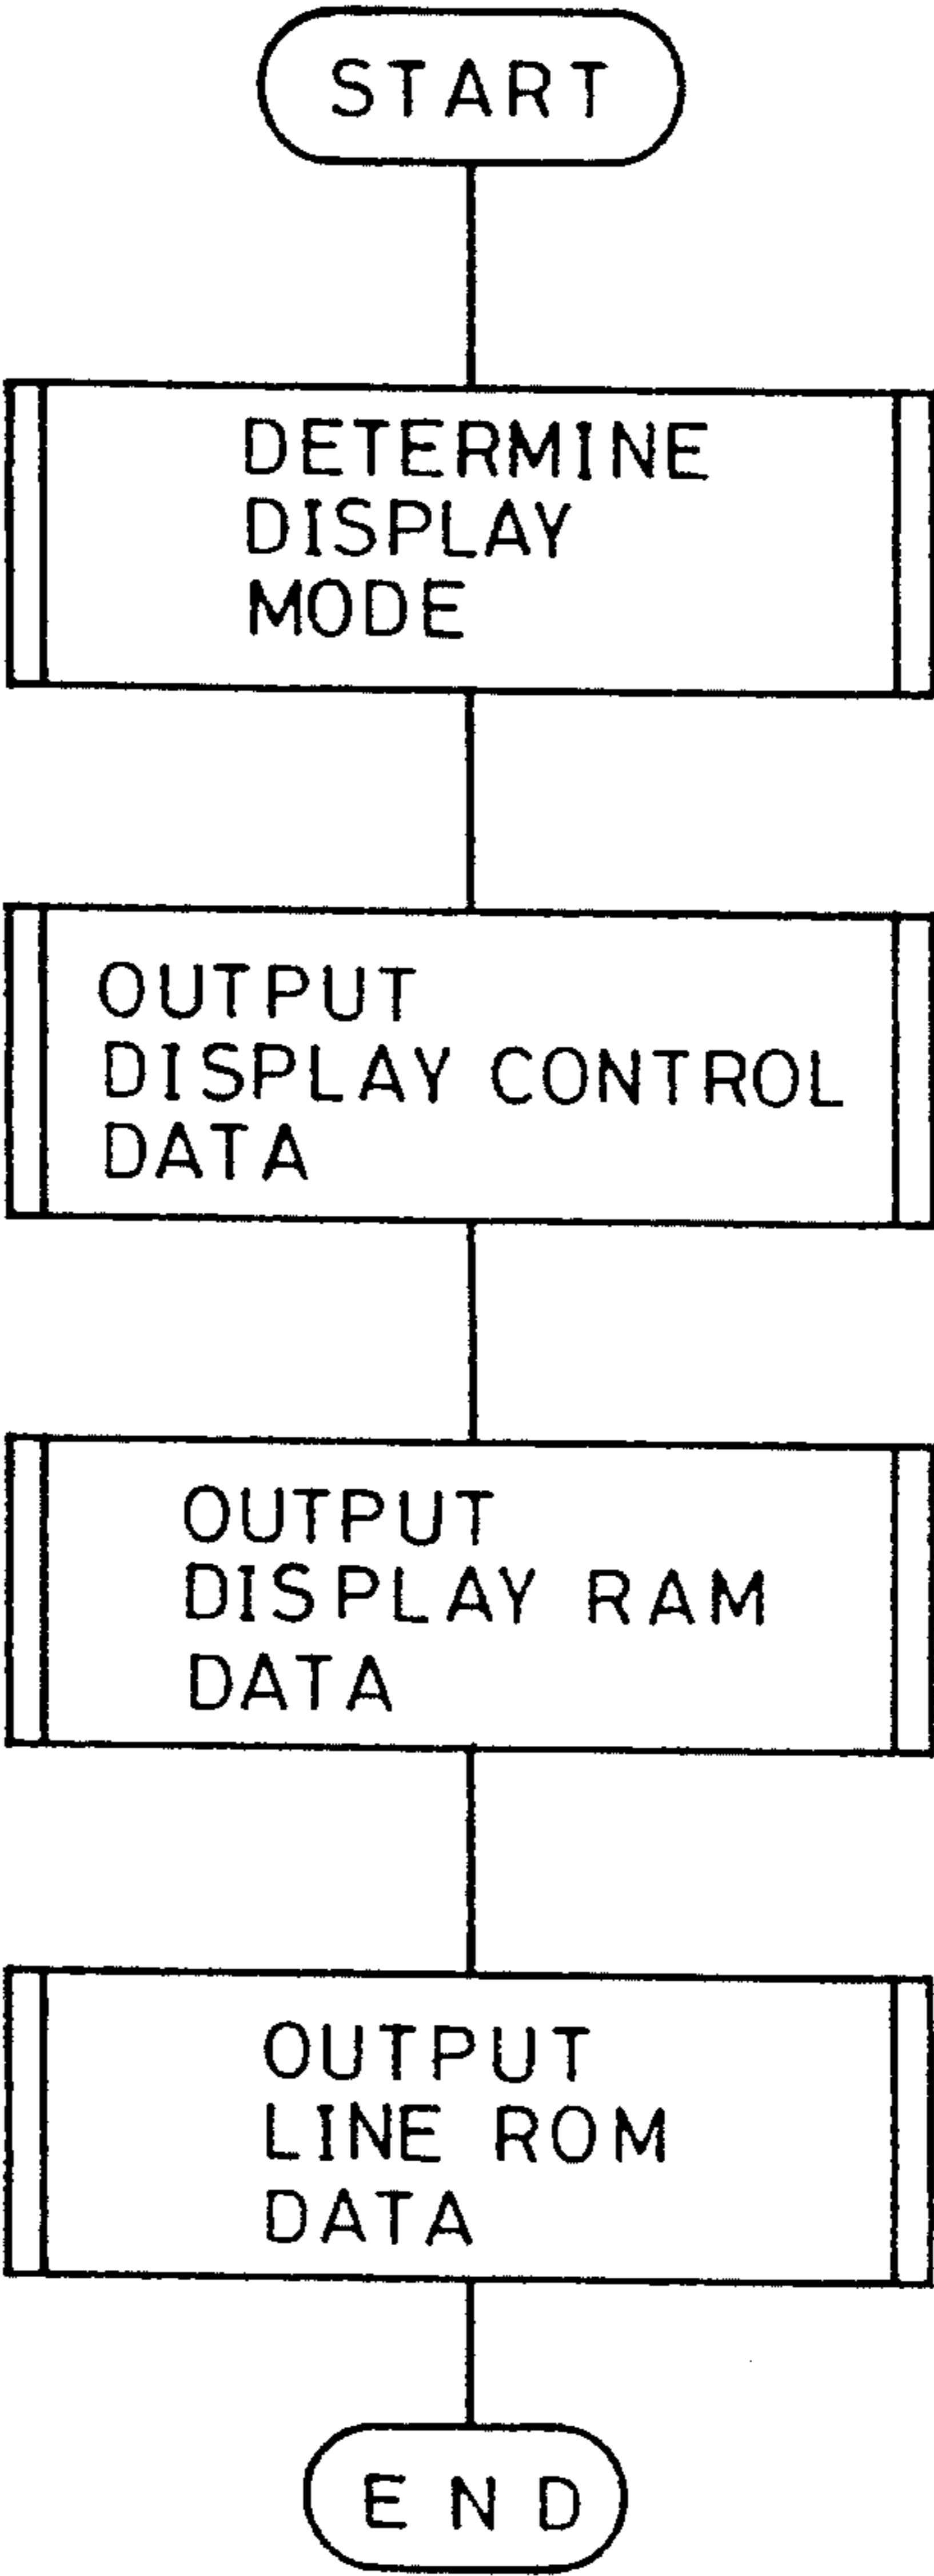 START
DETERMINE
DISPLAY
MODE
OUTPUT
DISPLAY CONTROL
DATA
OUTPUT
DISPLAY RAM
DATA
OUTPUT
LINE ROM
DATA
END